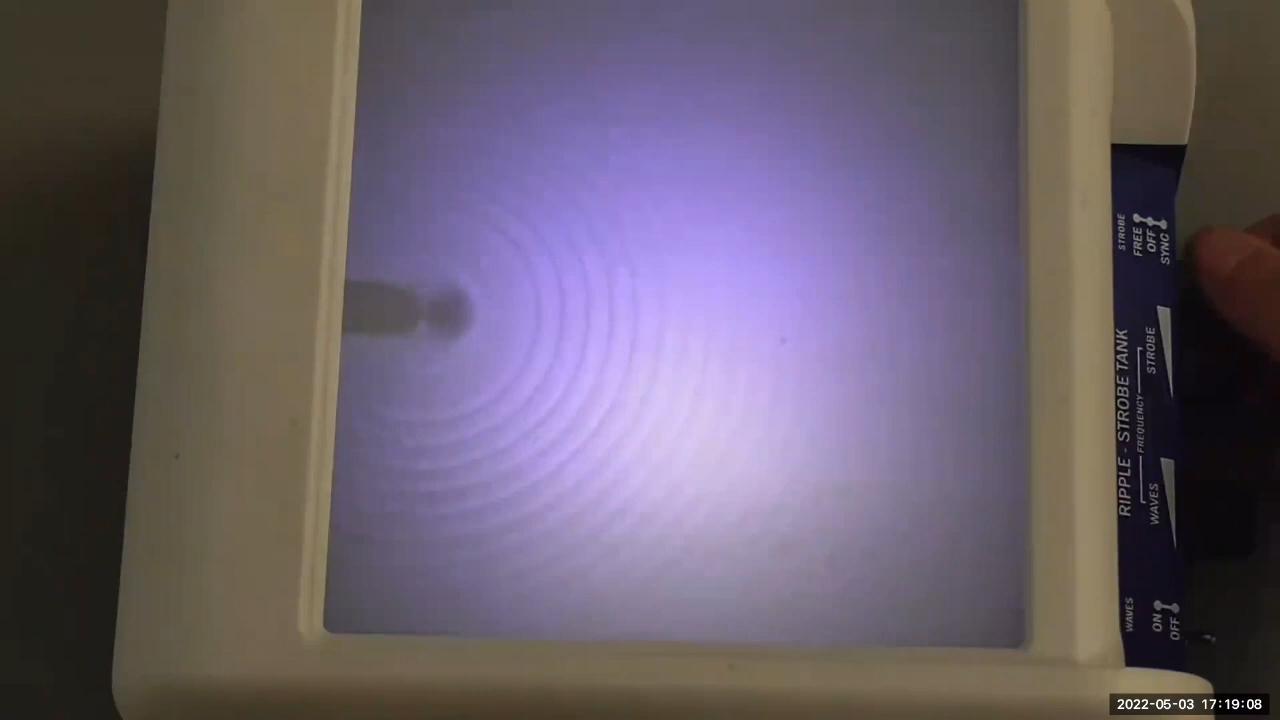 STROBE
FREE
OFF
SYNC
RIPPLE - STROBE TANK
FREQUENCY
STROBE
WAVES
WAVES
ON
OFF
2022-05-03 17:19:08